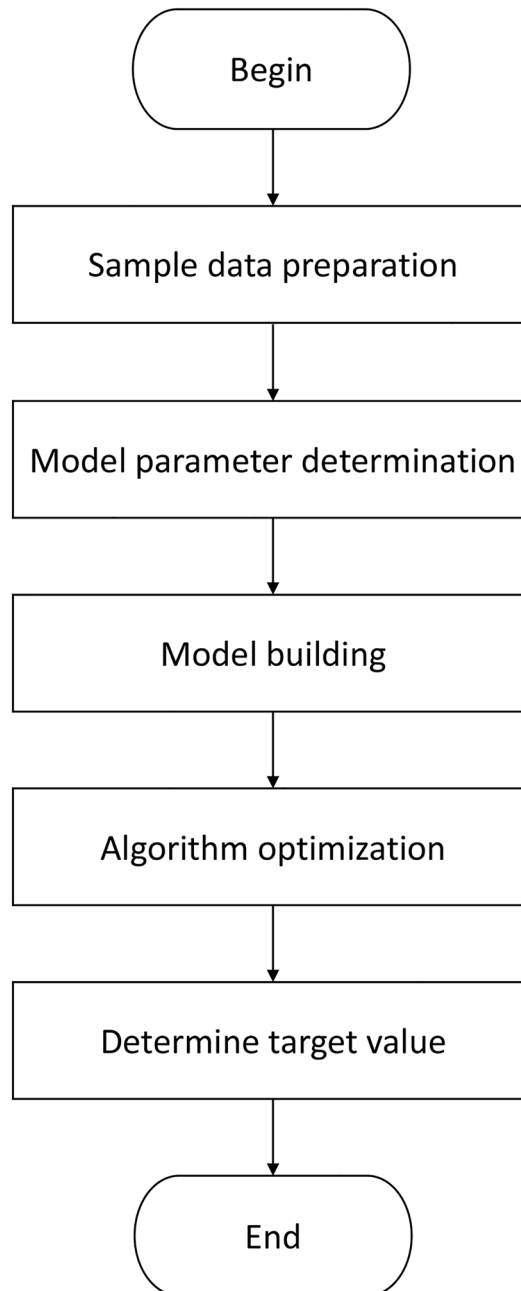 Begin
Sample data preparation
Model parameter determination
Model building
Algorithm optimization
Determine target value
End